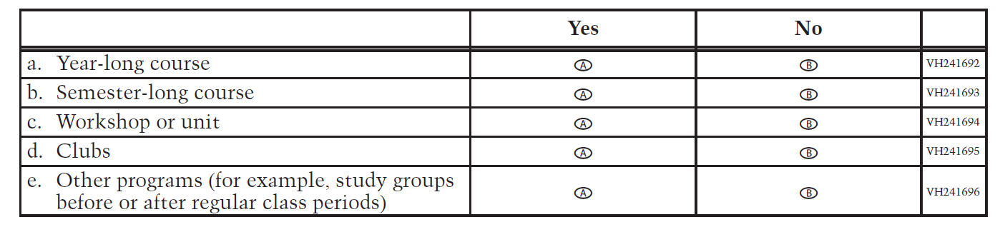 Yes No
a. Year-long course Ⓐ Ⓑ VH241692
b. Semester-long course Ⓐ Ⓑ VH241693
c. Workshop or unit Ⓐ Ⓑ VH241694
d. Clubs Ⓐ Ⓑ VH241695
e. Other programs (for example, study groups
before or after regular class periods) Ⓐ Ⓑ VH241696